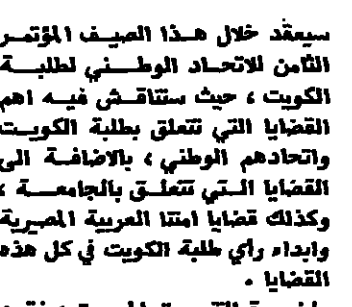 سيعقد خلال هذا الصيف المؤتمر
الثامن للاتحاد الوطني لطلبة
الكويت ، حيث ستناقش فيه اهم
القضايا التي تتعلق بطلبة الكويت
واتحادهم الوطني ، بالاضافة الى
القضايا التي تتعلق بالجامعة ،
وكذلك قضايا امتنا العربية المصيرية
وابداء رأي طلبة الكويت في كل هذه
القضايا .